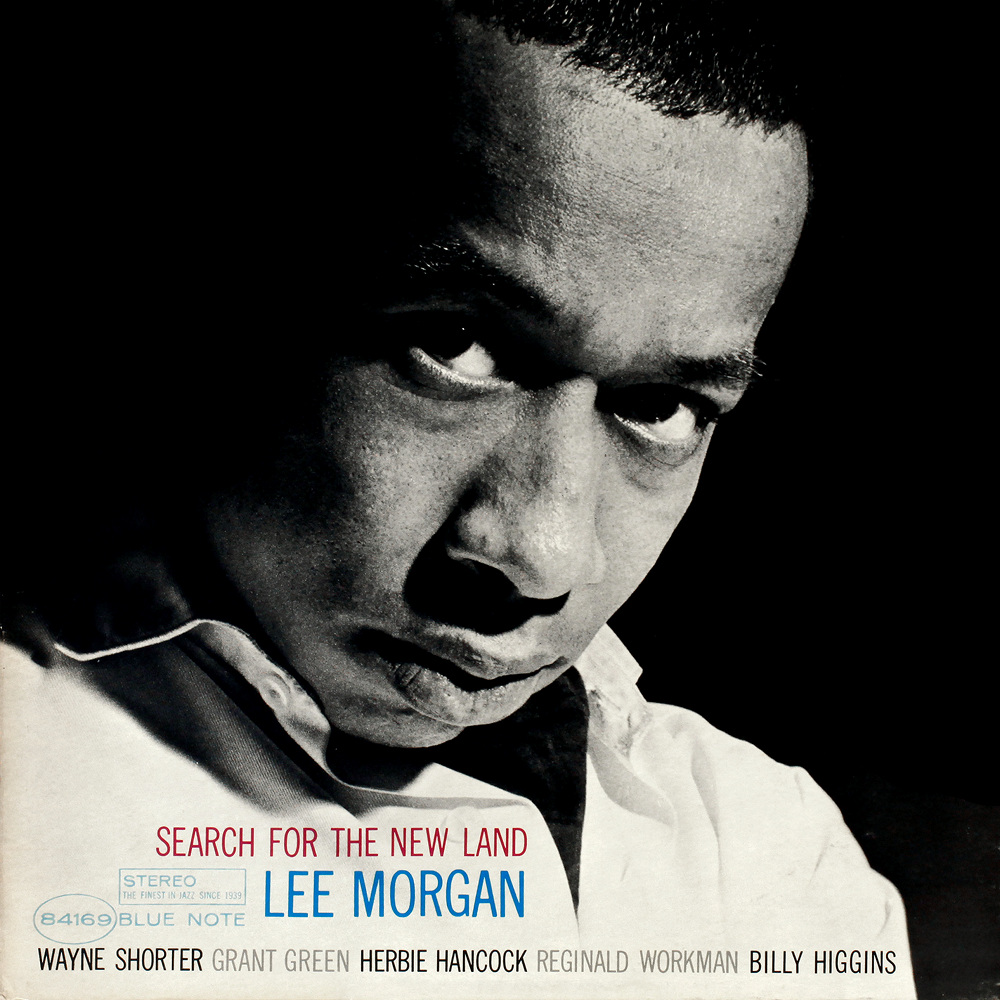 SEARCH FOR THE NEW LAND
LEE MORGAN
STEREO
THE FINEST IN JAZZ SINCE 1939
84169 BLUE NOTE
WAYNE SHORTER GRANT GREEN HERBIE HANCOCK REGINALD WORKMAN BILLY HIGGINS